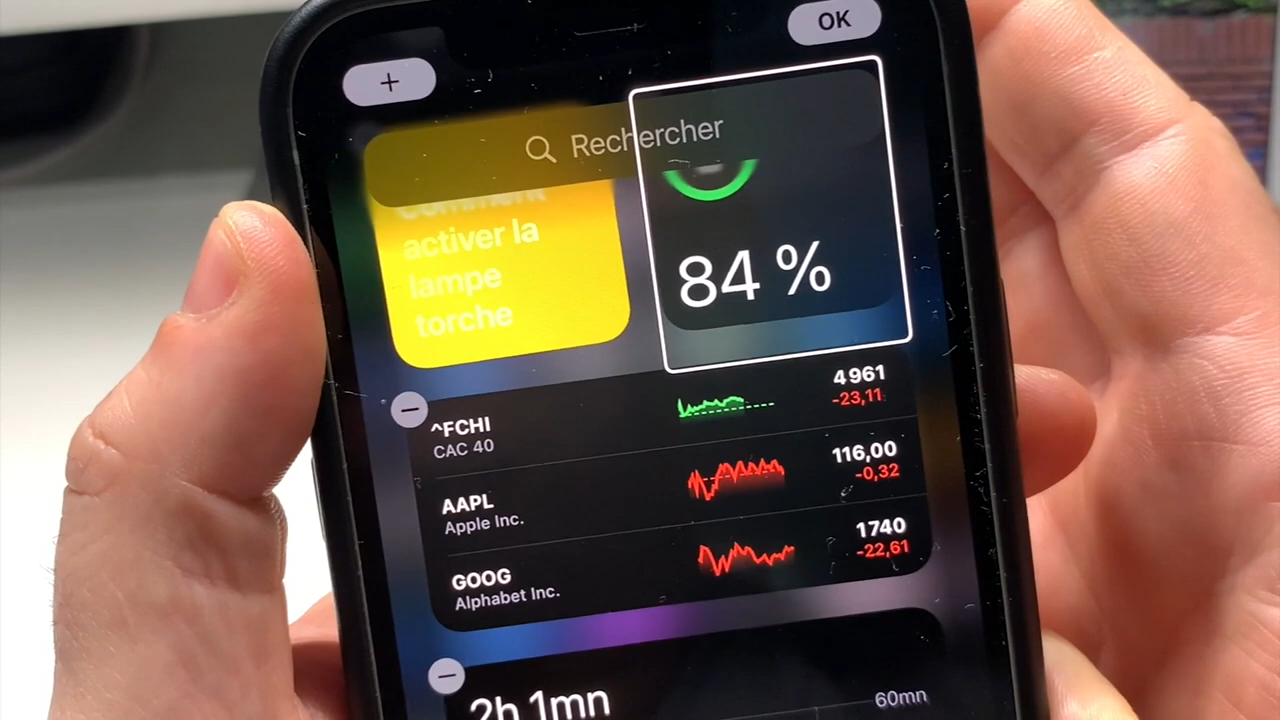 OK
+
Rechercher
Comment
activer la
lampe
torche
84 %
^FCHI
CAC 40
4 961
-23,11
AAPL
Apple Inc.
116,00
-0,32
GOOG
Alphabet Inc.
1740
-22,61
2h 1mn
60mn